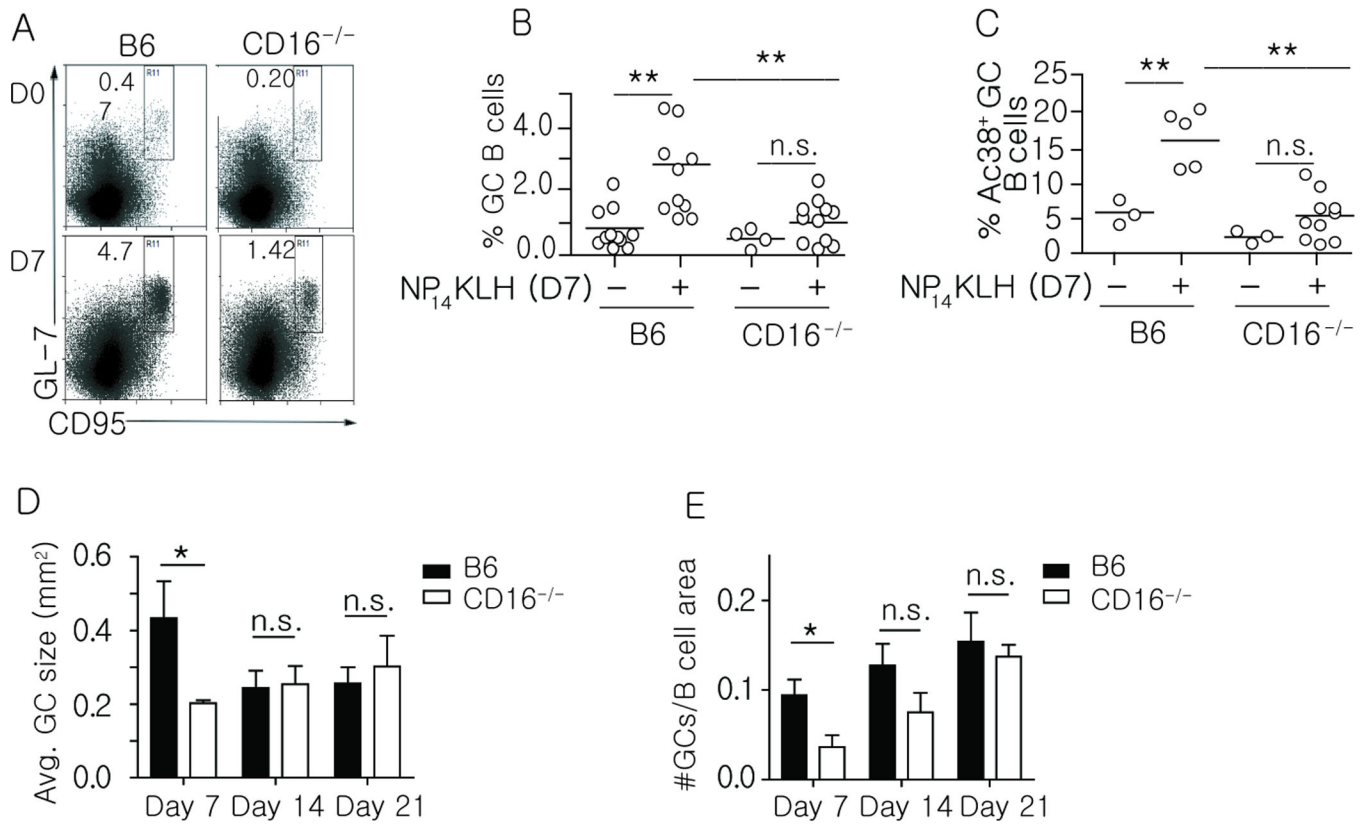 A
B6 CD16⁻/⁻
D0
0.4
7
R11
0.20
R11
D7
4.7
R11
1.42
R11
GL-7
CD95
B
% GC B cells
4.0
2.0
0.0
**
**
n.s.
NP₁₄KLH (D7) − + − +
B6 CD16⁻/⁻
C
% Ac38⁺ GC
B cells
25
20
15
10
5
0
**
**
n.s.
NP₁₄KLH (D7) − + − +
B6 CD16⁻/⁻
D
Avg. GC size (mm²)
0.6
0.4
0.2
0.0
*
n.s.
n.s.
B6
CD16⁻/⁻
Day 7 Day 14 Day 21
E
#GCs/B cell area
0.2
0.1
0.0
*
n.s.
n.s.
B6
CD16⁻/⁻
Day 7 Day 14 Day 21